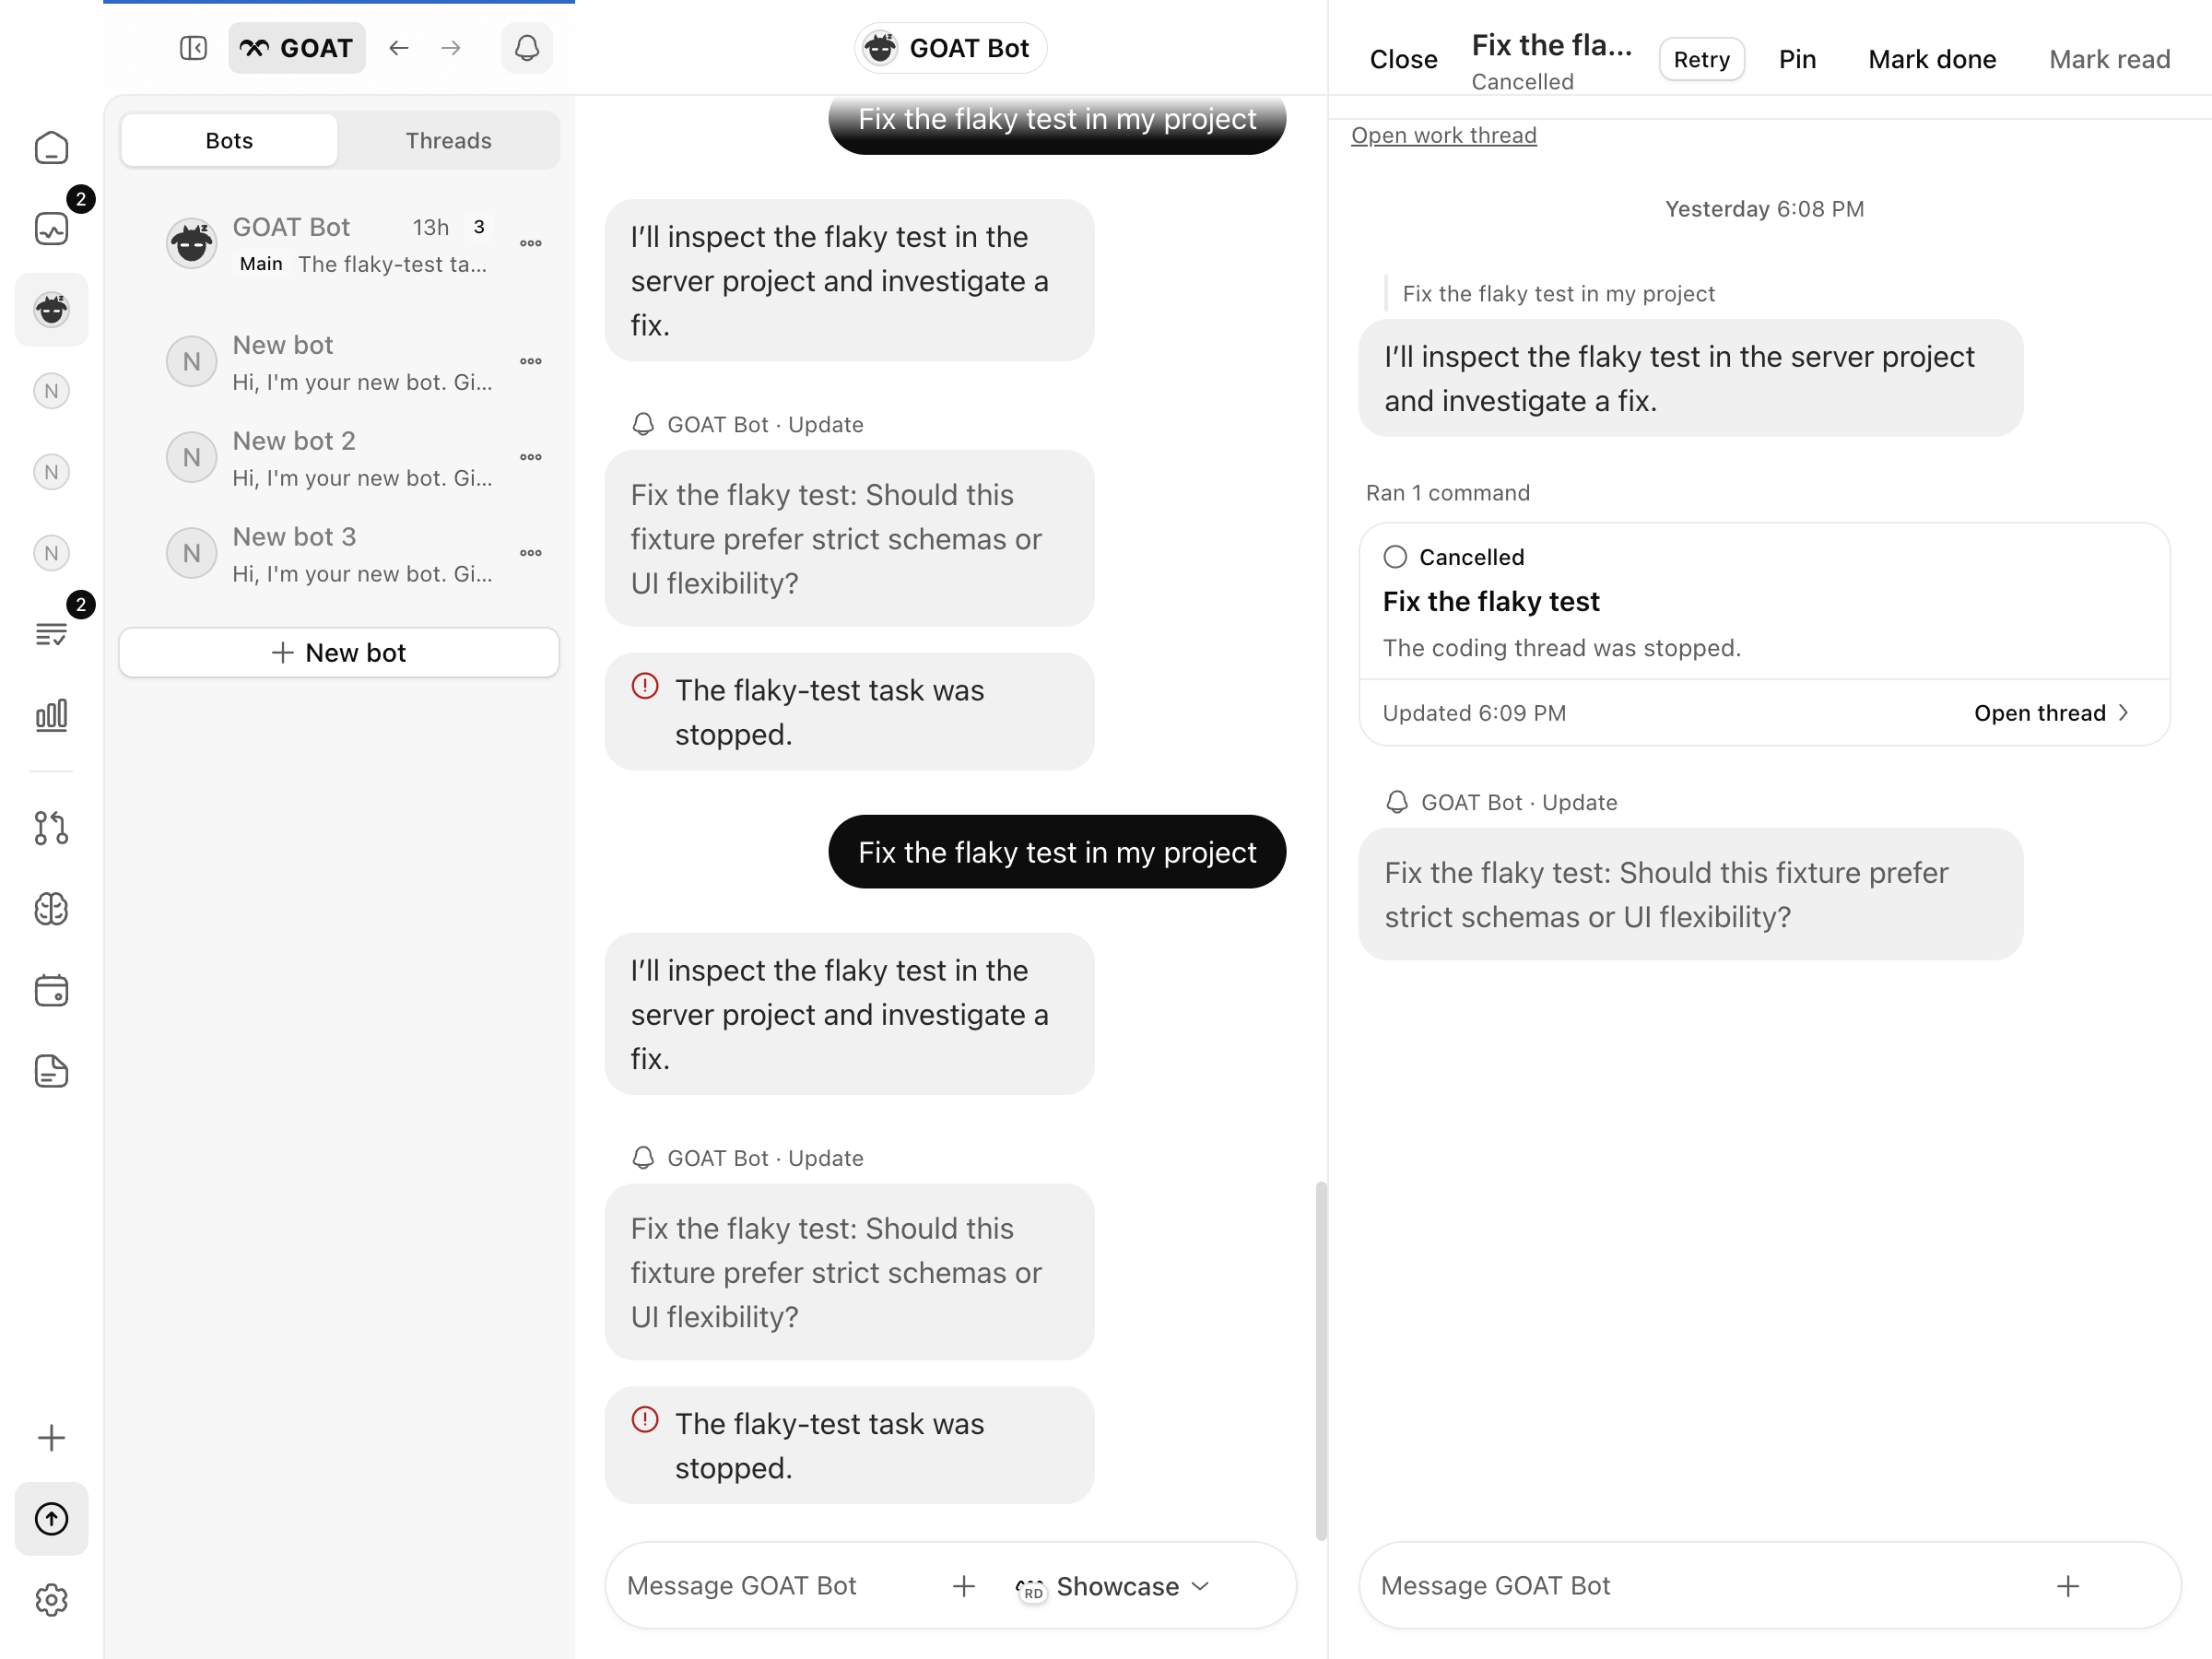 GOAT
GOAT Bot
Close
Fix the fla...
Cancelled
Retry
Pin
Mark done
Mark read
2
N
N
N
2
Bots
Threads
GOAT Bot
13h
3
Main
The flaky-test ta...
N
New bot
Hi, I'm your new bot. Gi...
N
New bot 2
Hi, I'm your new bot. Gi...
N
New bot 3
Hi, I'm your new bot. Gi...
New bot
Fix the flaky test in my project
I’ll inspect the flaky test in the
server project and investigate a
fix.
GOAT Bot · Update
Fix the flaky test: Should this
fixture prefer strict schemas or
UI flexibility?
The flaky-test task was
stopped.
Fix the flaky test in my project
I’ll inspect the flaky test in the
server project and investigate a
fix.
GOAT Bot · Update
Fix the flaky test: Should this
fixture prefer strict schemas or
UI flexibility?
The flaky-test task was
stopped.
Message GOAT Bot
RD
Showcase
Open work thread
Yesterday 6:08 PM
Fix the flaky test in my project
I’ll inspect the flaky test in the server project
and investigate a fix.
Ran 1 command
Cancelled
Fix the flaky test
The coding thread was stopped.
Updated 6:09 PM
Open thread
GOAT Bot · Update
Fix the flaky test: Should this fixture prefer
strict schemas or UI flexibility?
Message GOAT Bot